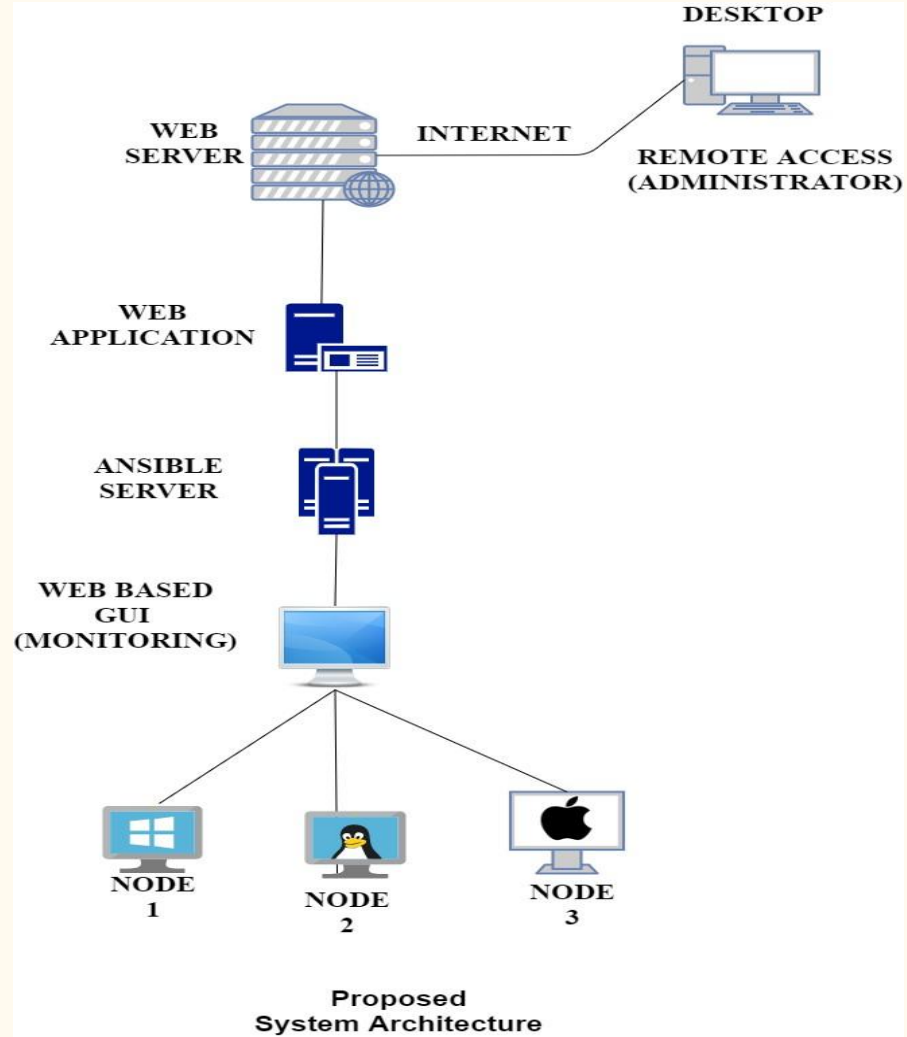 DESKTOP
WEB
SERVER
INTERNET
REMOTE ACCESS
(ADMINISTRATOR)
WEB
APPLICATION
ANSIBLE
SERVER
WEB BASED
GUI
(MONITORING)
NODE
1
NODE
2
NODE
3
Proposed
System Architecture